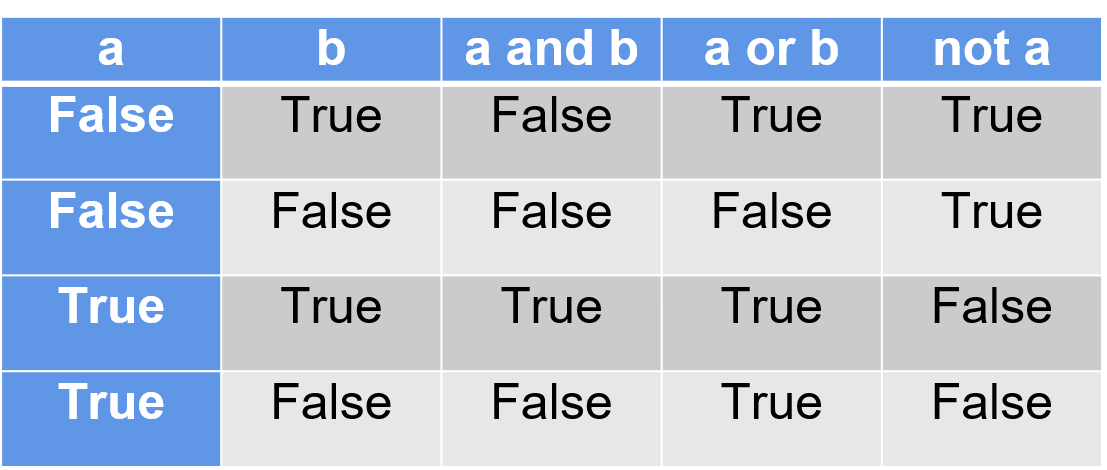 a b a and b a or b not a
False True False True True
False False False False True
True True True True False
True False False True False